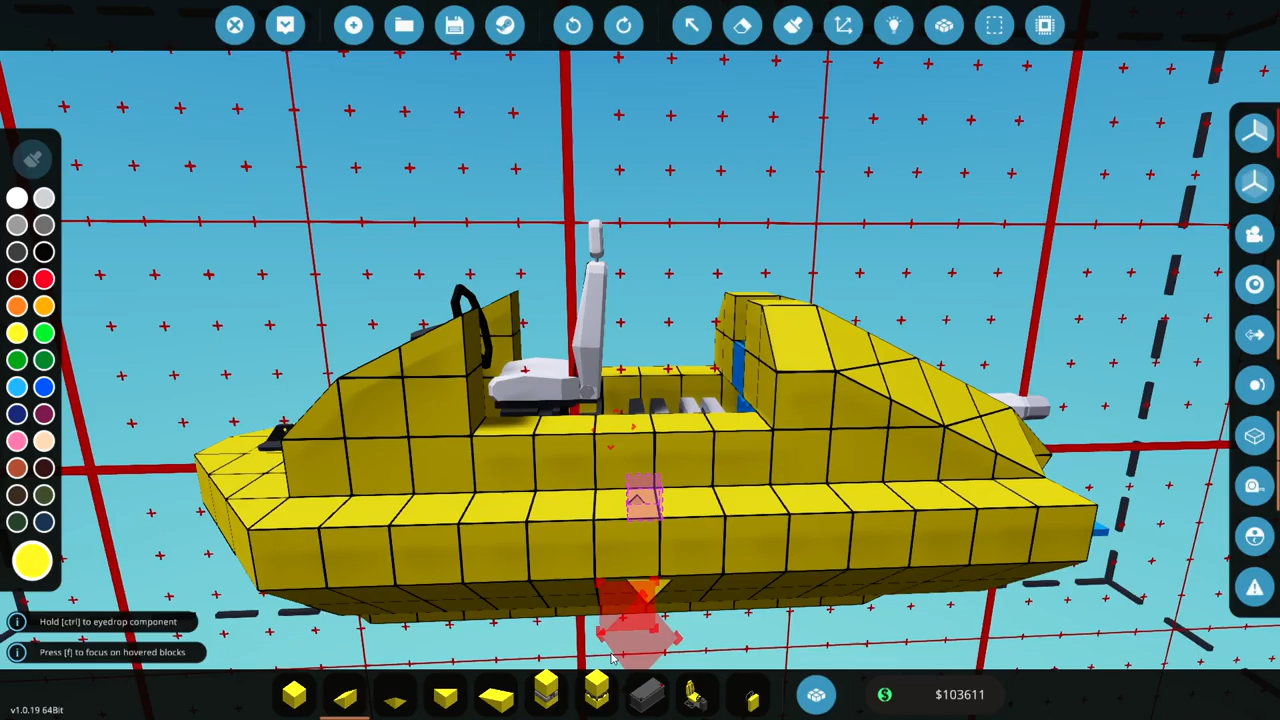 Hold [ctrl] to eyedrop component
Press [f] to focus on hovered blocks
$ $103611
v1.0.19 64Bit